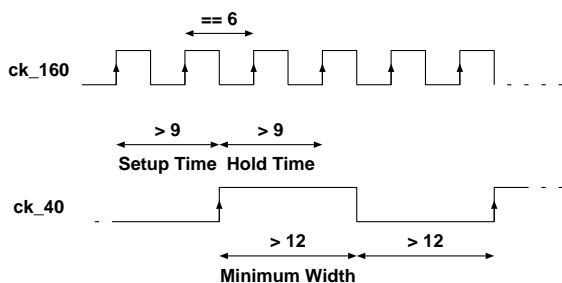 == 6
ck_160
> 9 > 9
Setup Time Hold Time
ck_40
> 12 > 12
Minimum Width